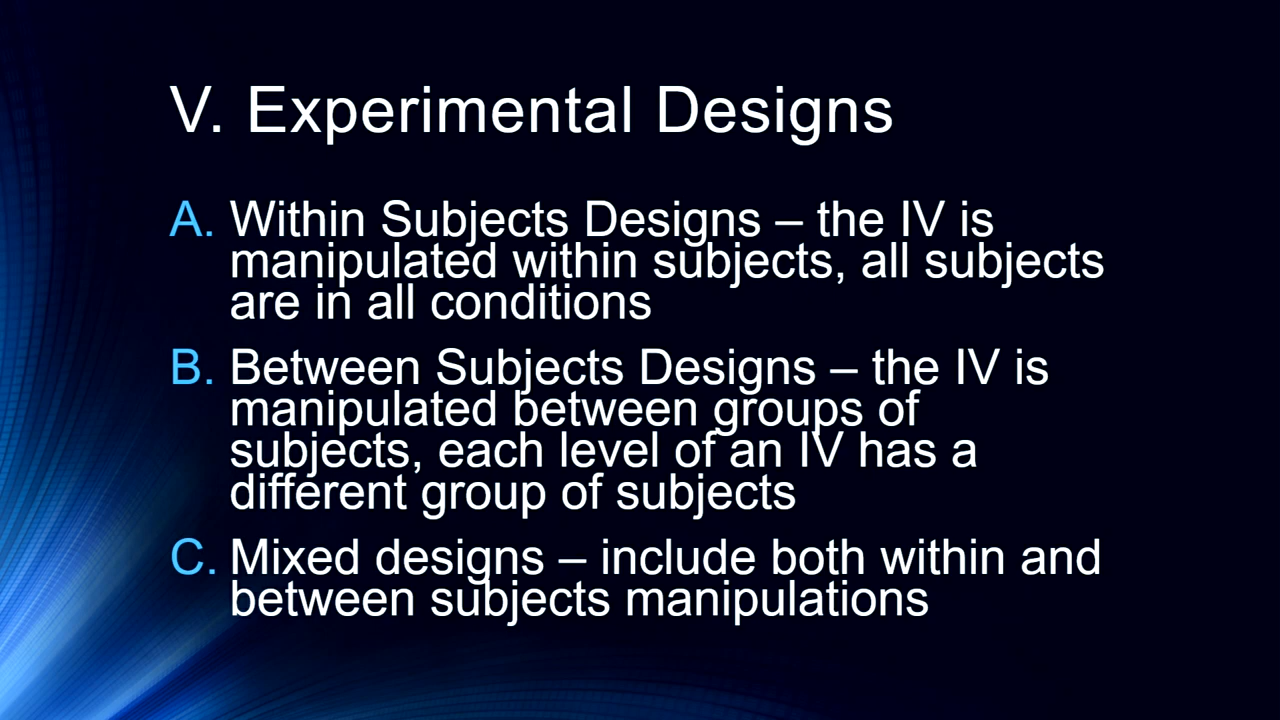 V. Experimental Designs
A. Within Subjects Designs – the IV is
manipulated within subjects, all subjects
are in all conditions
B. Between Subjects Designs – the IV is
manipulated between groups of
subjects, each level of an IV has a
different group of subjects
C. Mixed designs – include both within and
between subjects manipulations